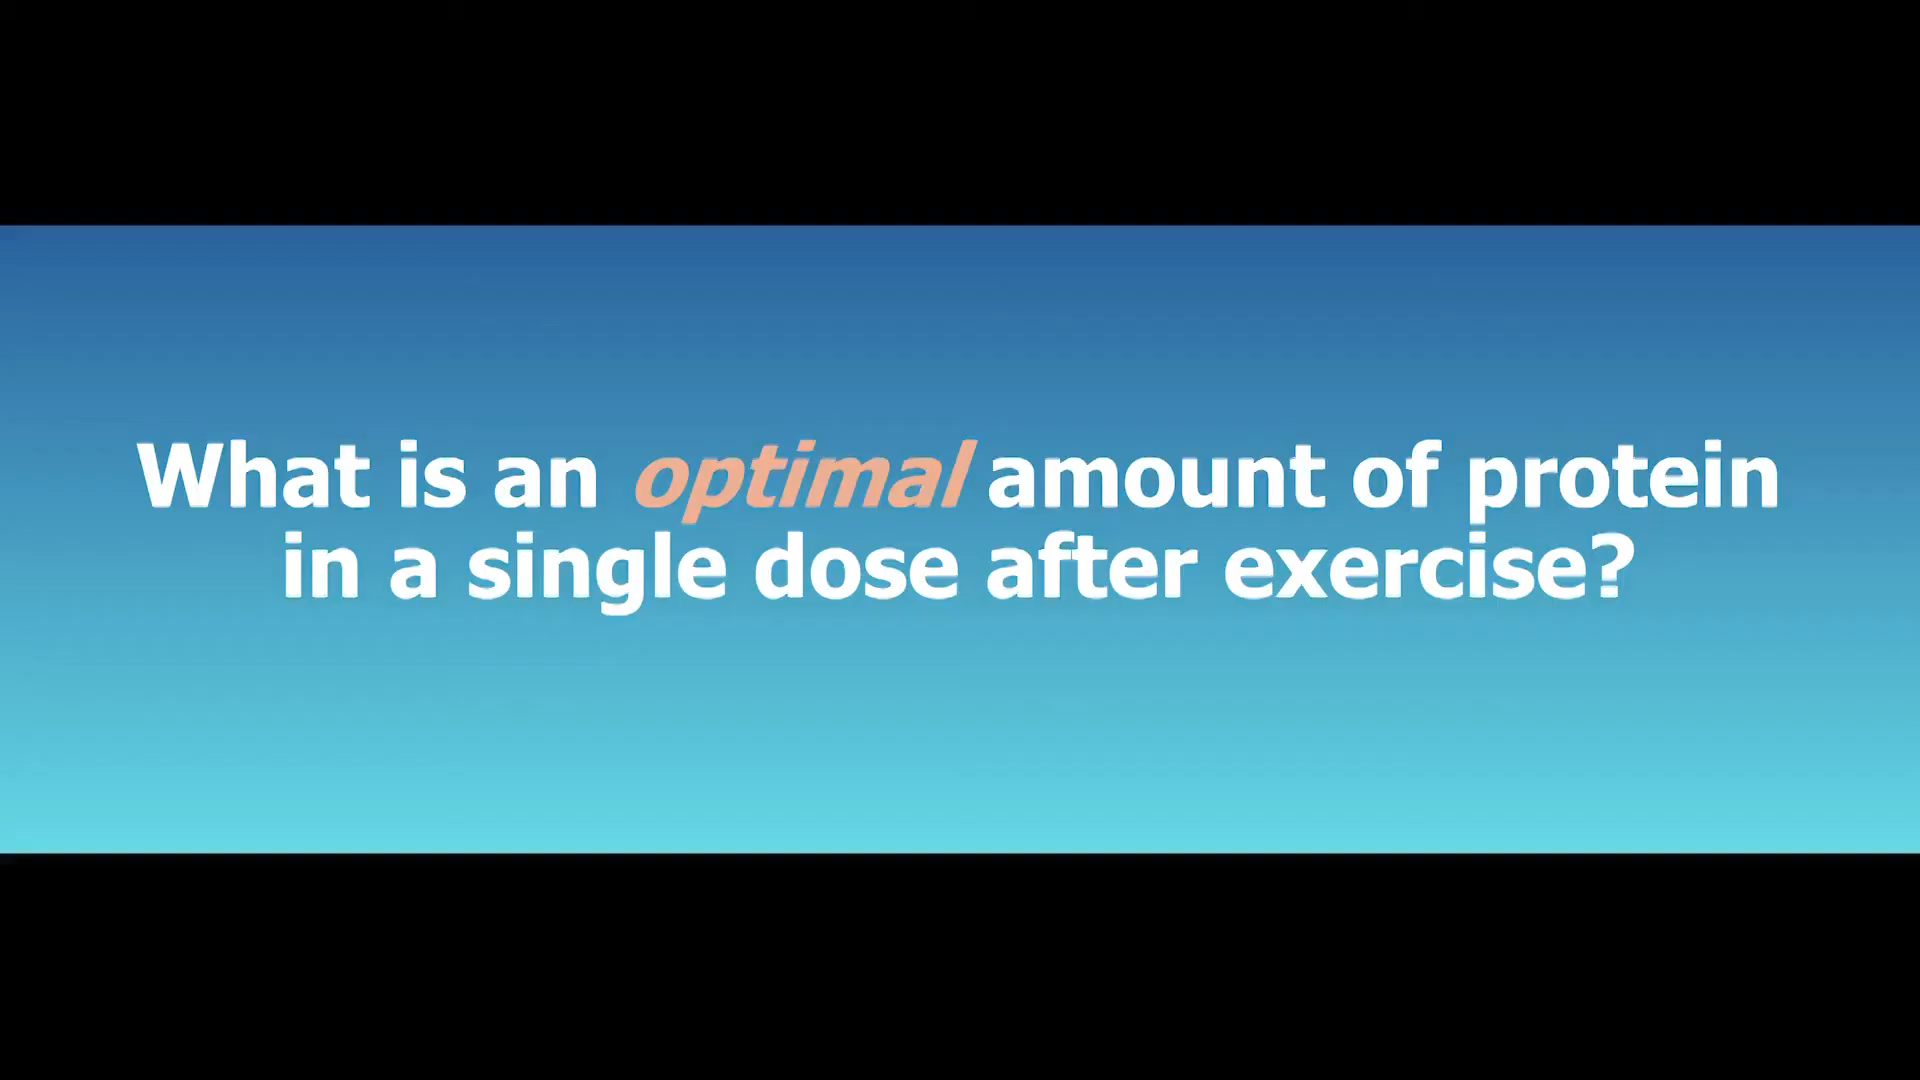 What is an optimal amount of protein
in a single dose after exercise?